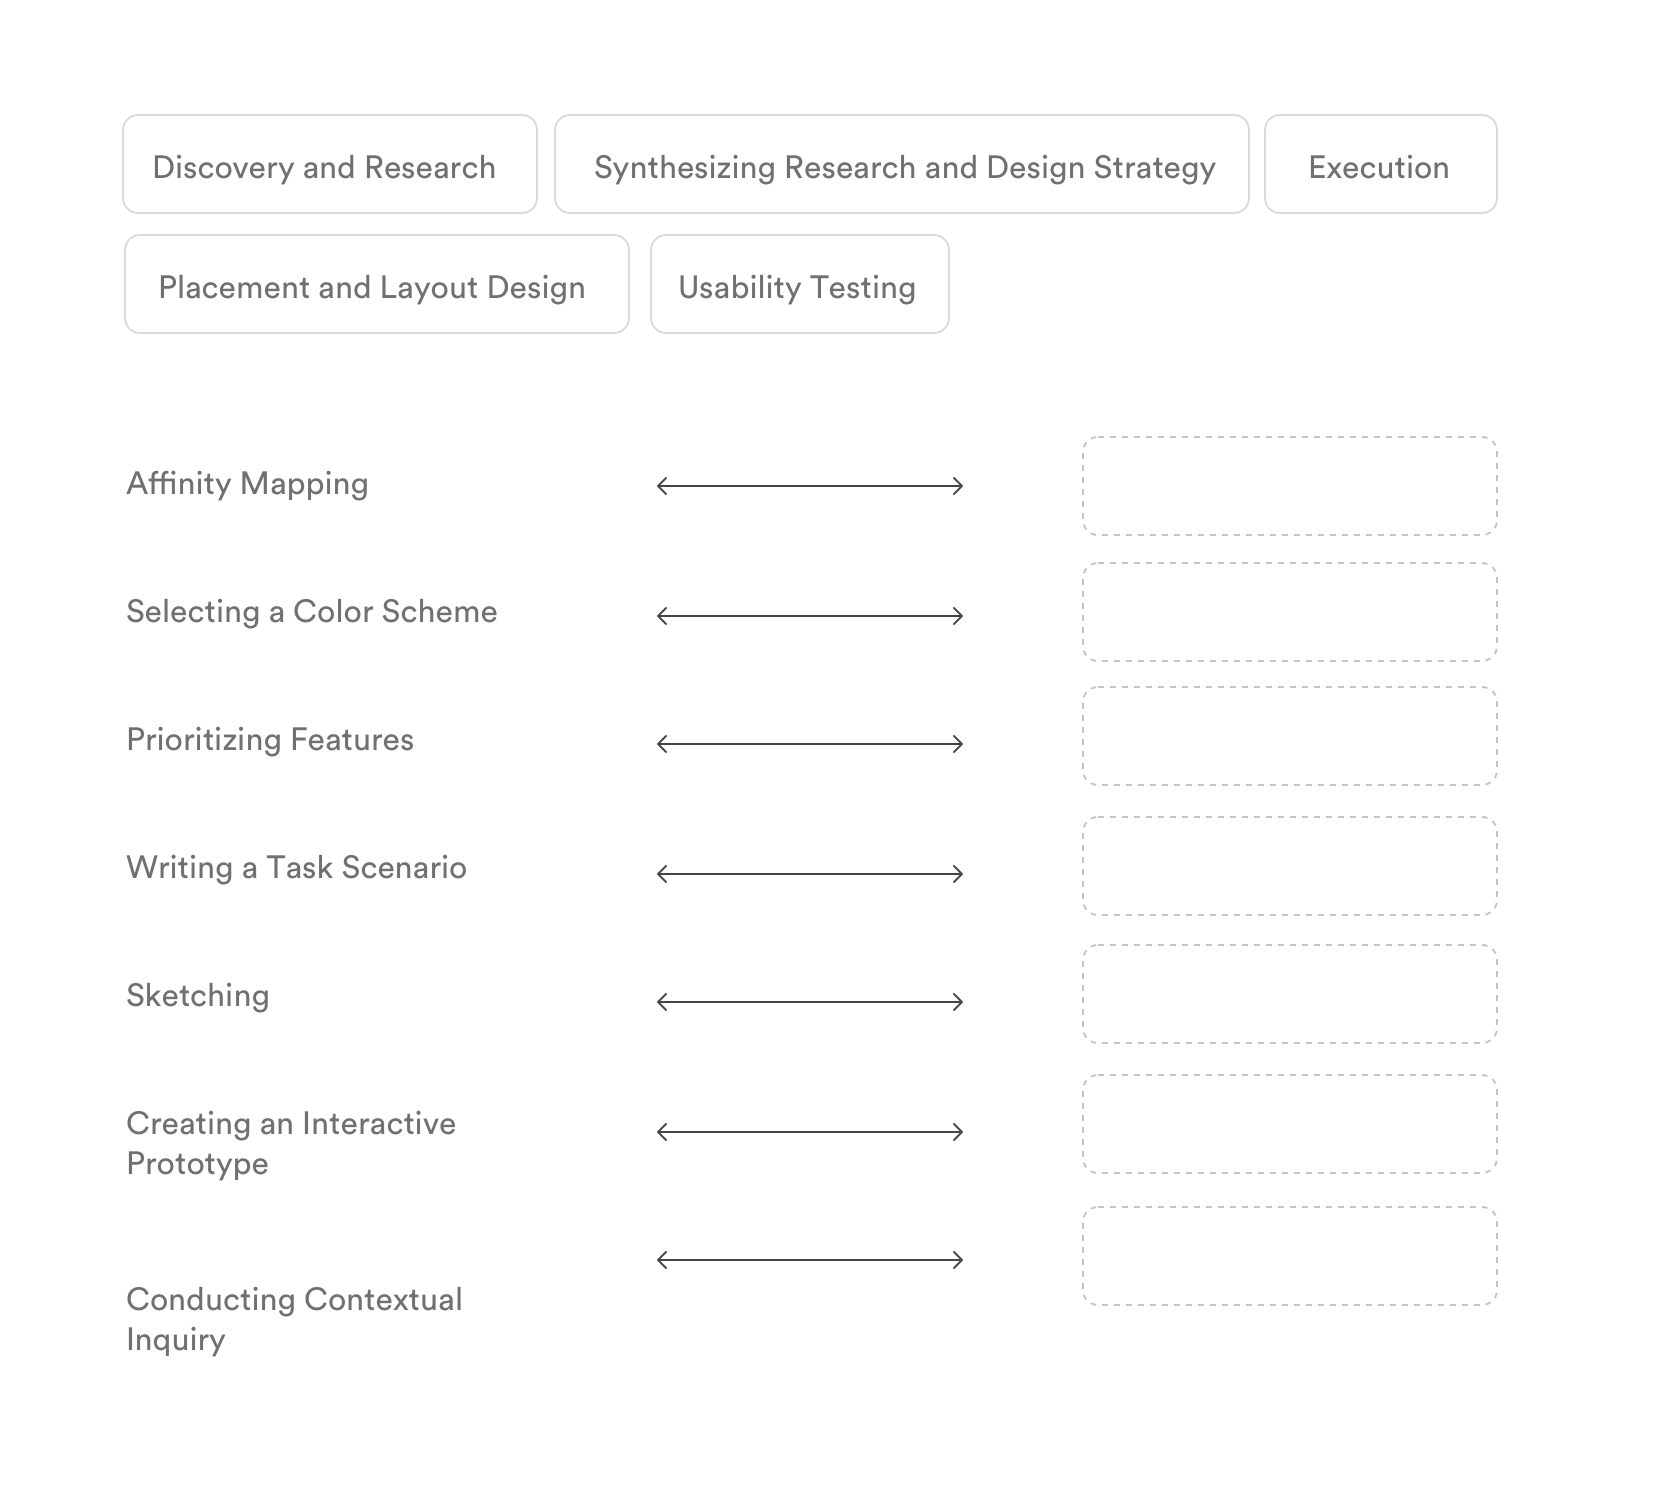 Discovery and Research
Synthesizing Research and Design Strategy
Execution
Placement and Layout Design
Usability Testing
Affinity Mapping
Selecting a Color Scheme
Prioritizing Features
Writing a Task Scenario
Sketching
Creating an Interactive
Prototype
Conducting Contextual
Inquiry